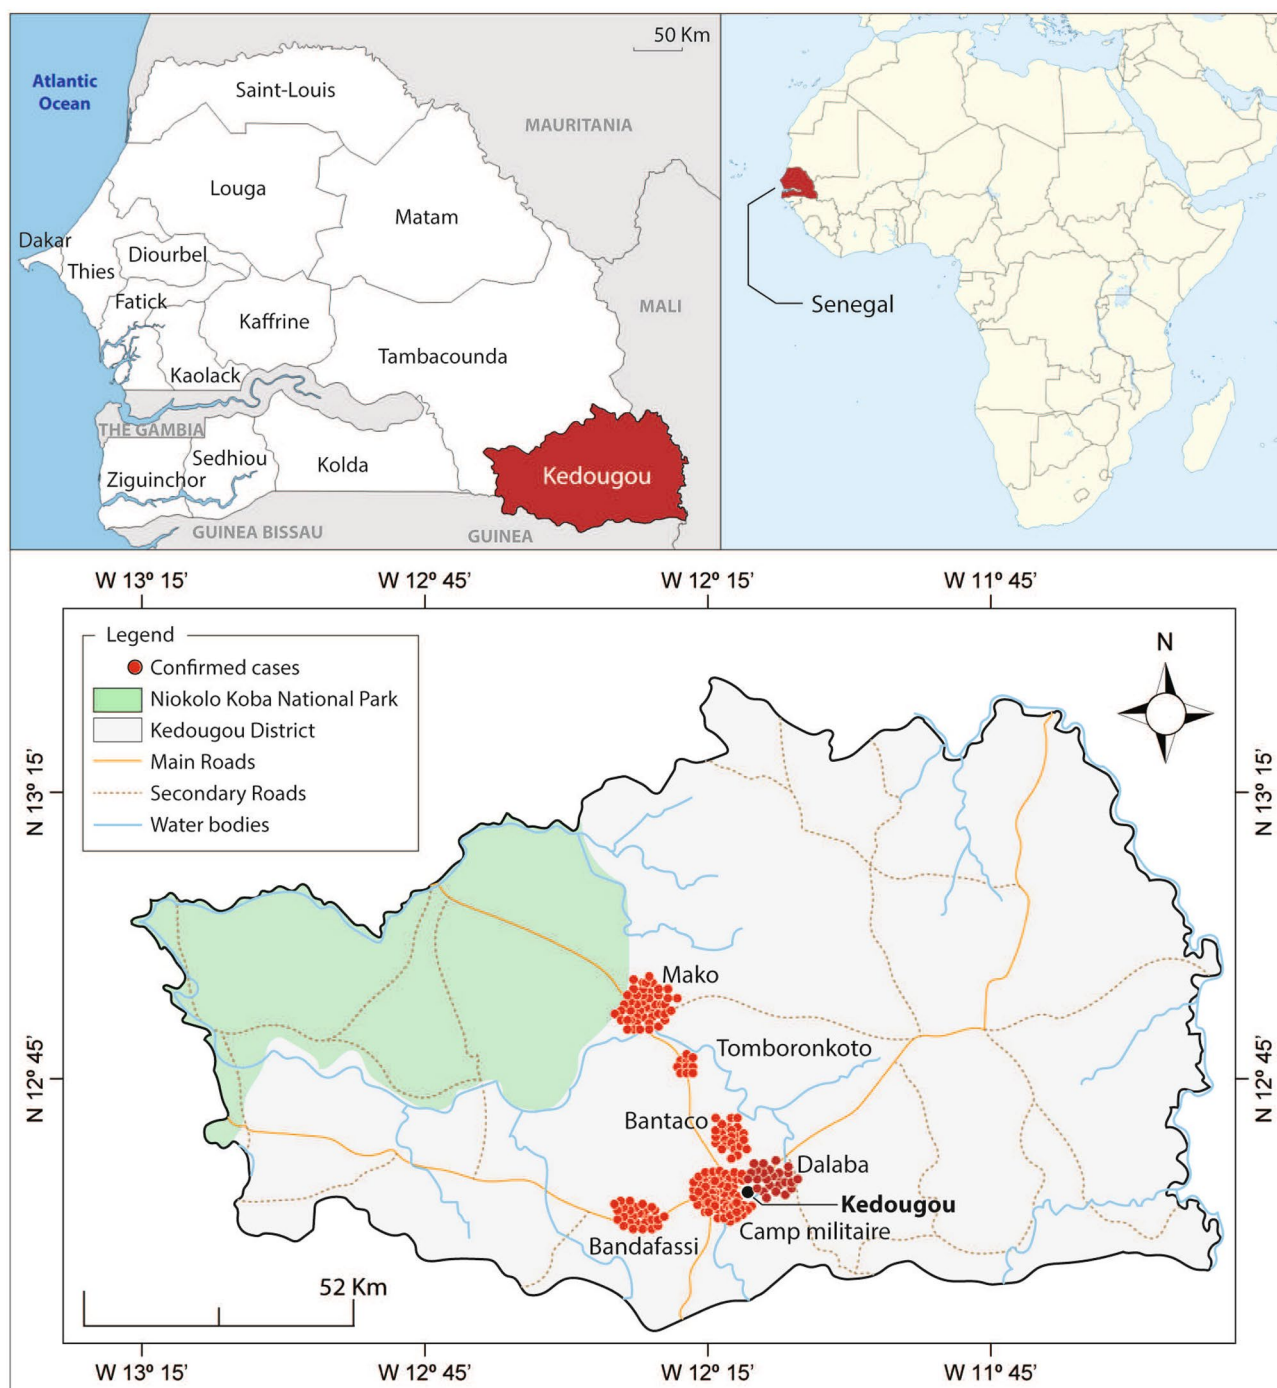 50 Km
Atlantic
Ocean
Saint-Louis
MAURITANIA
Louga
Matam
Dakar
Diourbel
Thies
Fatick
Kaffrine
MALI
Tambacounda
Kaolack
THE GAMBIA
Sedhiou
Kolda
Ziguinchor
Kedougou
GUINEA BISSAU
GUINEA
Senegal
W 13º 15’
W 12º 45’
W 12º 15’
W 11º 45’
Legend
Confirmed cases
Niokolo Koba National Park
Kedougou District
Main Roads
Secondary Roads
Water bodies
N
N 13º 15’
N 13º 15’
Mako
Tomboronkoto
N 12º 45’
N 12º 45’
Bantaco
Dalaba
Kedougou
Camp militaire
Bandafassi
52 Km
W 13º 15’
W 12º 45’
W 12º 15’
W 11º 45’